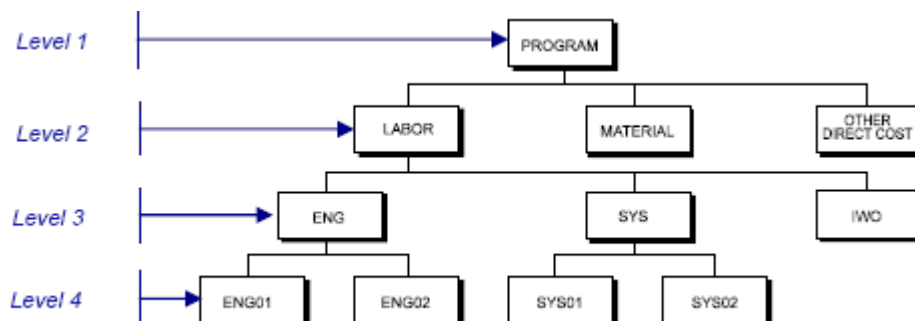 Level 1
PROGRAM
Level 2
LABOR
MATERIAL
OTHER
DIRECT COST
Level 3
ENG
SYS
IWO
Level 4
ENG01
ENG02
SYS01
SYS02